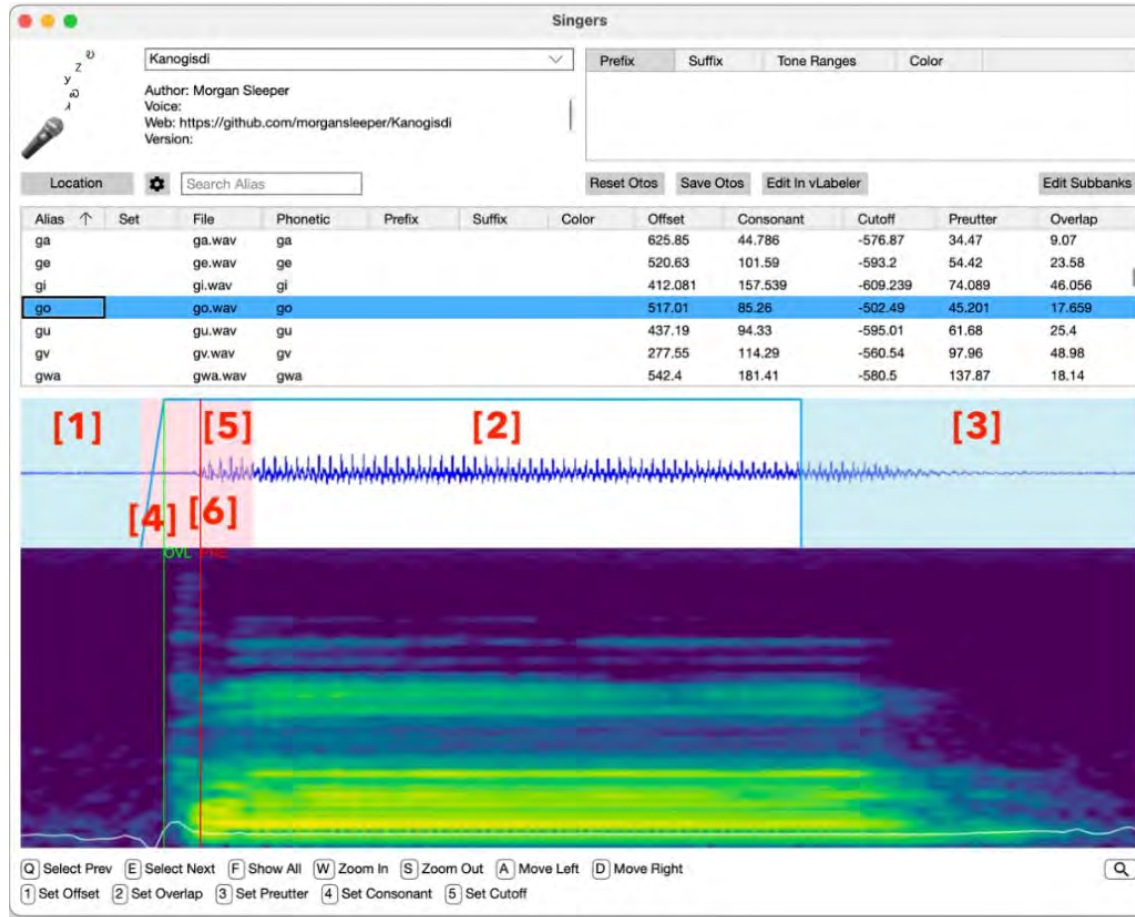 Singers
Kanogisdi
Author: Morgan Sleeper
Voice:
Web: https://github.com/morgansleeper/Kanogisdi
Version:
Prefix Suffix Tone Ranges Color
Location Search Alias Reset Otos Save Otos Edit In vLabeler Edit Subbanks
Alias Set File Phonetic Prefix Suffix Color Offset Consonant Cutoff Preutter Overlap
ga ga.wav ga 625.85 44.786 -576.87 34.47 9.07
ge ge.wav ge 520.63 101.59 -593.2 54.42 23.58
gi gi.wav gi 412.081 157.539 -609.239 74.089 46.056
go go.wav go 517.01 85.26 -502.49 45.201 17.659
gu gu.wav gu 437.19 94.33 -595.01 61.68 25.4
gv gv.wav gv 277.55 114.29 -560.54 97.96 48.98
gwa gwa.wav gwa 542.4 181.41 -580.5 137.87 18.14
[1] [5] [2] [3]
[4] [6]
OVL PRE
Q Select Prev E Select Next F Show All W Zoom In S Zoom Out A Move Left D Move Right
1 Set Offset 2 Set Overlap 3 Set Preutter 4 Set Consonant 5 Set Cutoff